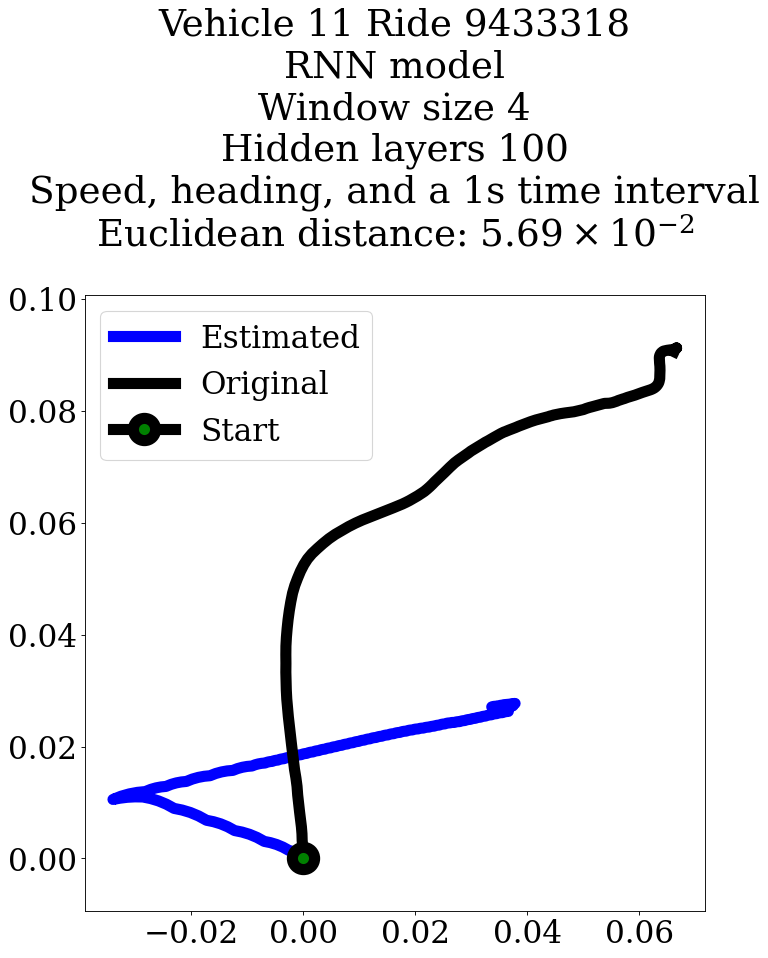 Vehicle 11 Ride 9433318
RNN model
Window size 4
Hidden layers 100
Speed, heading, and a 1s time interval
Euclidean distance: 5.69 × 10⁻²
Estimated
Original
Start
0.10
0.08
0.06
0.04
0.02
0.00
−0.02 0.00 0.02 0.04 0.06